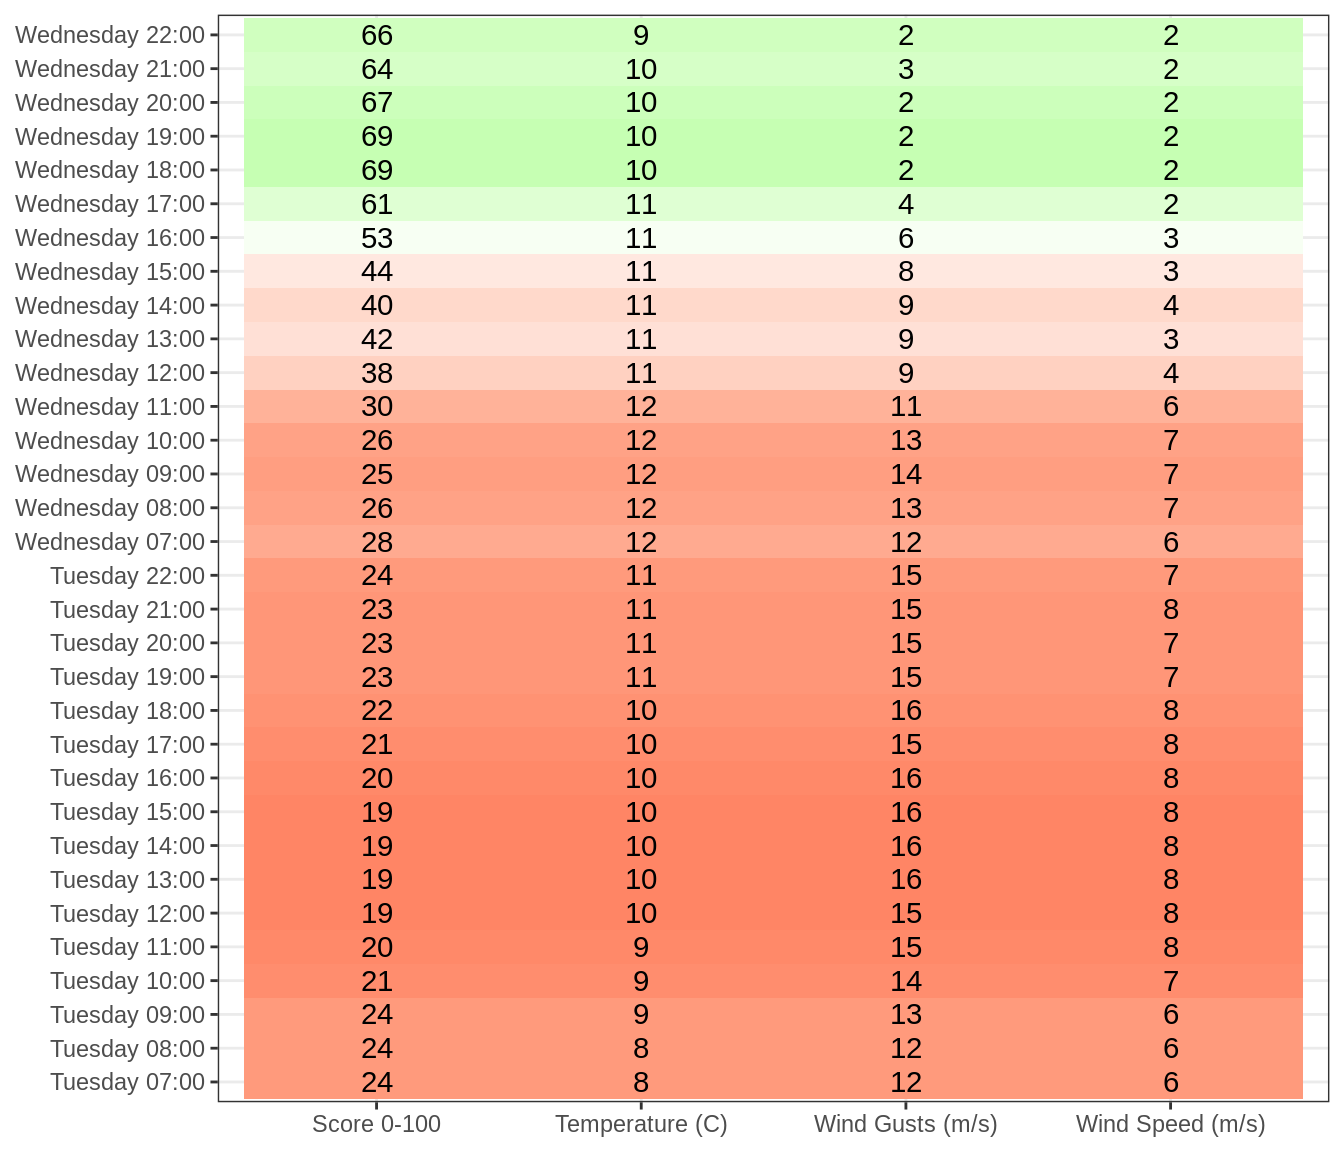 Wednesday 22:00 66 9 2 2
Wednesday 21:00 64 10 3 2
Wednesday 20:00 67 10 2 2
Wednesday 19:00 69 10 2 2
Wednesday 18:00 69 10 2 2
Wednesday 17:00 61 11 4 2
Wednesday 16:00 53 11 6 3
Wednesday 15:00 44 11 8 3
Wednesday 14:00 40 11 9 4
Wednesday 13:00 42 11 9 3
Wednesday 12:00 38 11 9 4
Wednesday 11:00 30 12 11 6
Wednesday 10:00 26 12 13 7
Wednesday 09:00 25 12 14 7
Wednesday 08:00 26 12 13 7
Wednesday 07:00 28 12 12 6
Tuesday 22:00 24 11 15 7
Tuesday 21:00 23 11 15 8
Tuesday 20:00 23 11 15 7
Tuesday 19:00 23 11 15 7
Tuesday 18:00 22 10 16 8
Tuesday 17:00 21 10 15 8
Tuesday 16:00 20 10 16 8
Tuesday 15:00 19 10 16 8
Tuesday 14:00 19 10 16 8
Tuesday 13:00 19 10 16 8
Tuesday 12:00 19 10 15 8
Tuesday 11:00 20 9 15 8
Tuesday 10:00 21 9 14 7
Tuesday 09:00 24 9 13 6
Tuesday 08:00 24 8 12 6
Tuesday 07:00 24 8 12 6
Score 0-100 Temperature (C) Wind Gusts (m/s) Wind Speed (m/s)